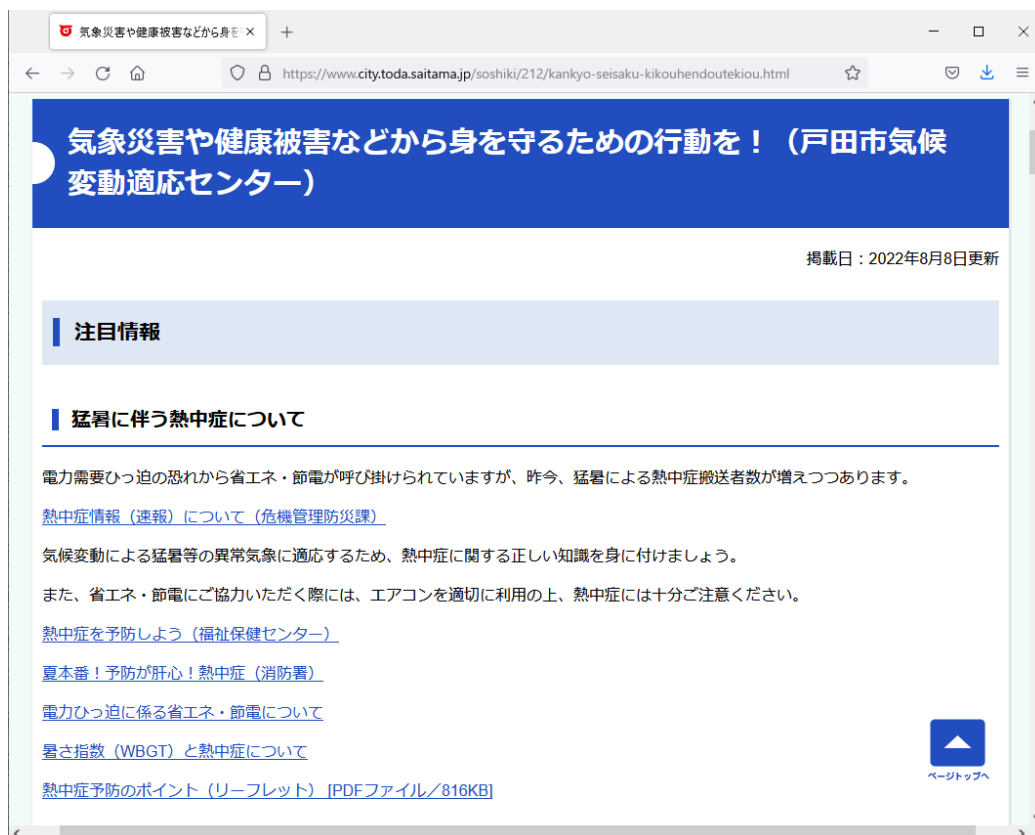 気象災害や健康被害などから身を
https://www.city.toda.saitama.jp/soshiki/212/kankyo-seisaku-kikouhendoutekiou.html
気象災害や健康被害などから身を守るための行動を！（戸田市気候
変動適応センター）
掲載日：2022年8月8日更新
注目情報
猛暑に伴う熱中症について
電力需要ひっ迫の恐れから省エネ・節電が呼び掛けられていますが、昨今、猛暑による熱中症搬送者数が増えつつあります。
熱中症情報（速報）について（危機管理防災課）
気候変動による猛暑等の異常気象に適応するため、熱中症に関する正しい知識を身に付けましょう。
また、省エネ・節電にご協力いただく際には、エアコンを適切に利用の上、熱中症には十分ご注意ください。
熱中症を予防しよう（福祉保健センター）
夏本番！予防が肝心！熱中症（消防署）
電力ひっ迫に係る省エネ・節電について
暑さ指数（WBGT）と熱中症について
熱中症予防のポイント（リーフレット） [PDFファイル／816KB]
ページトップへ